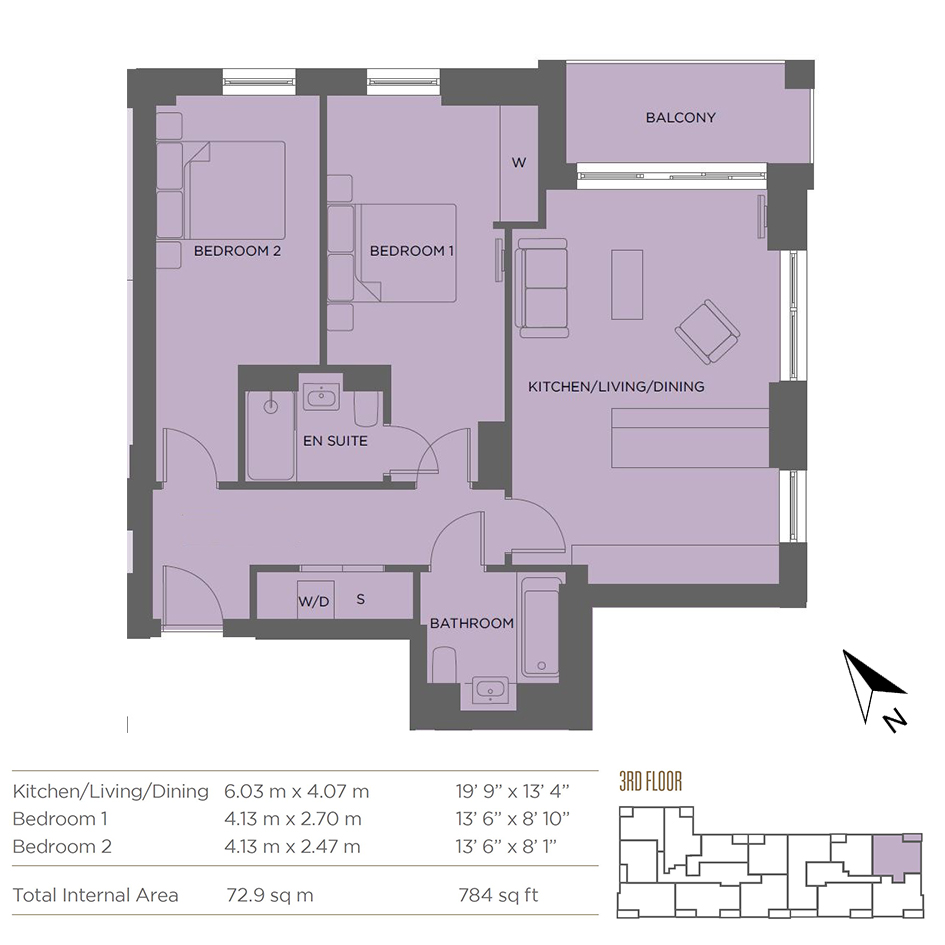 BALCONY
W
BEDROOM 2
BEDROOM 1
KITCHEN/LIVING/DINING
EN SUITE
W/D
S
BATHROOM
N
Kitchen/Living/Dining 6.03 m x 4.07 m 19’ 9” x 13’ 4”
Bedroom 1 4.13 m x 2.70 m 13’ 6” x 8’ 10”
Bedroom 2 4.13 m x 2.47 m 13’ 6” x 8’ 1”
Total Internal Area 72.9 sq m 784 sq ft
3RD FLOOR